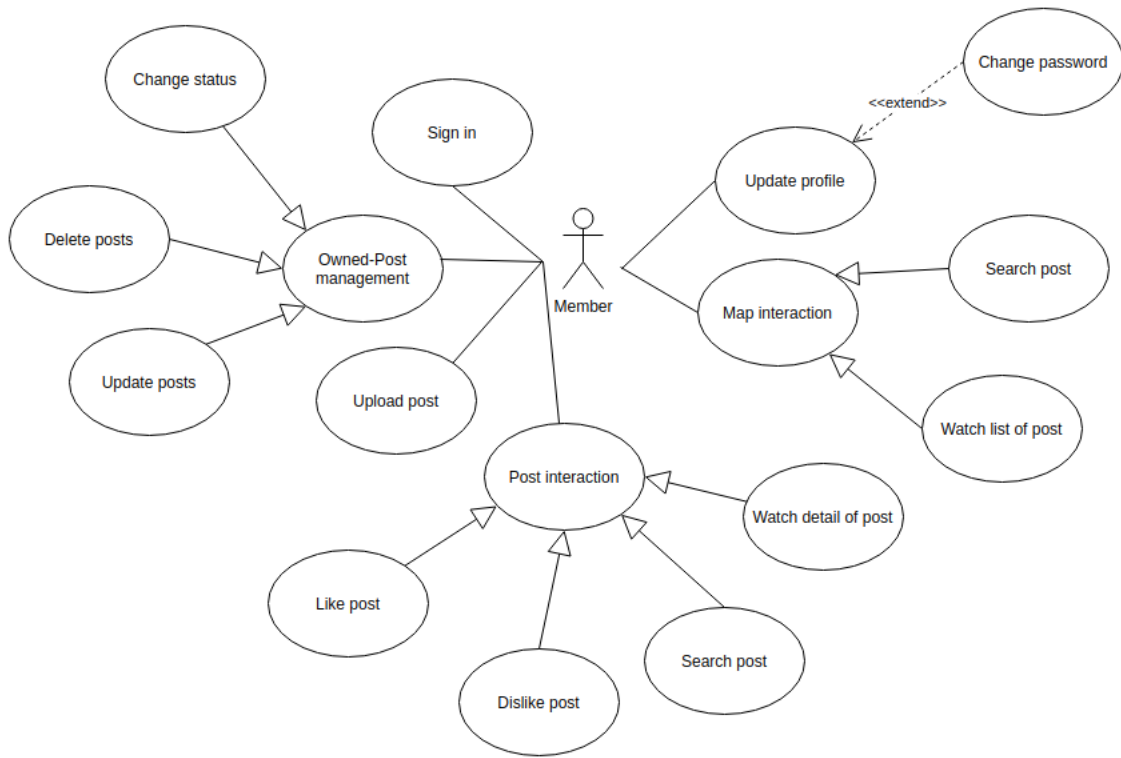 Change status
Sign in
Change password
<<extend>>
Update profile
Delete posts
Owned-Post
management
Member
Search post
Map interaction
Update posts
Upload post
Watch list of post
Post interaction
Watch detail of post
Like post
Search post
Dislike post